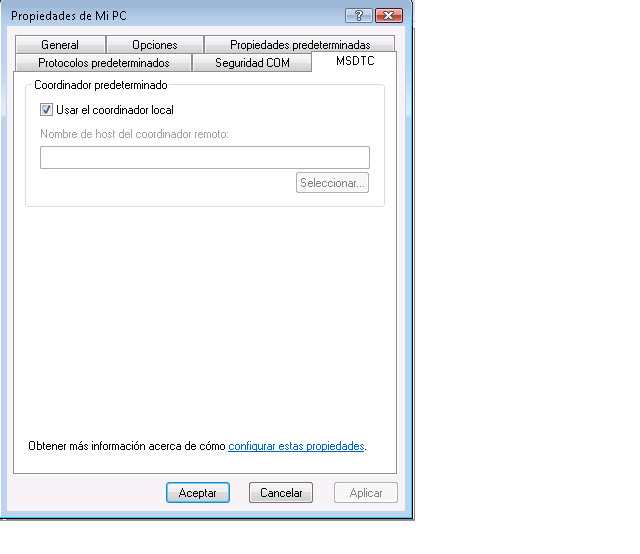 Propiedades de Mi PC
General
Opciones
Propiedades predeterminadas
Protocolos predeterminados
Seguridad COM
MSDTC
Coordinador predeterminado
Usar el coordinador local
Nombre de host del coordinador remoto:
Seleccionar...
Obtener más información acerca de cómo configurar estas propiedades.
Aceptar
Cancelar
Aplicar